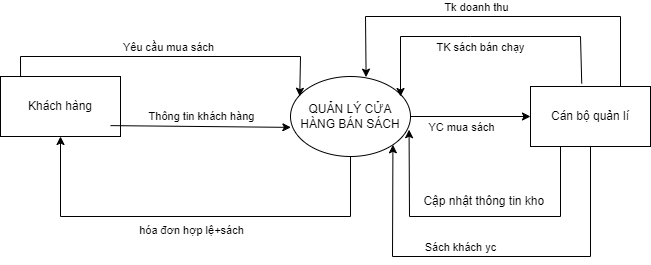 Tk doanh thu
Yêu cầu mua sách
TK sách bán chạy
Khách hàng
Thông tin khách hàng
QUẢN LÝ CỬA
HÀNG BÁN SÁCH
YC mua sách
Cán bộ quản lí
Cập nhật thông tin kho
hóa đơn hợp lệ+sách
Sách khách yc